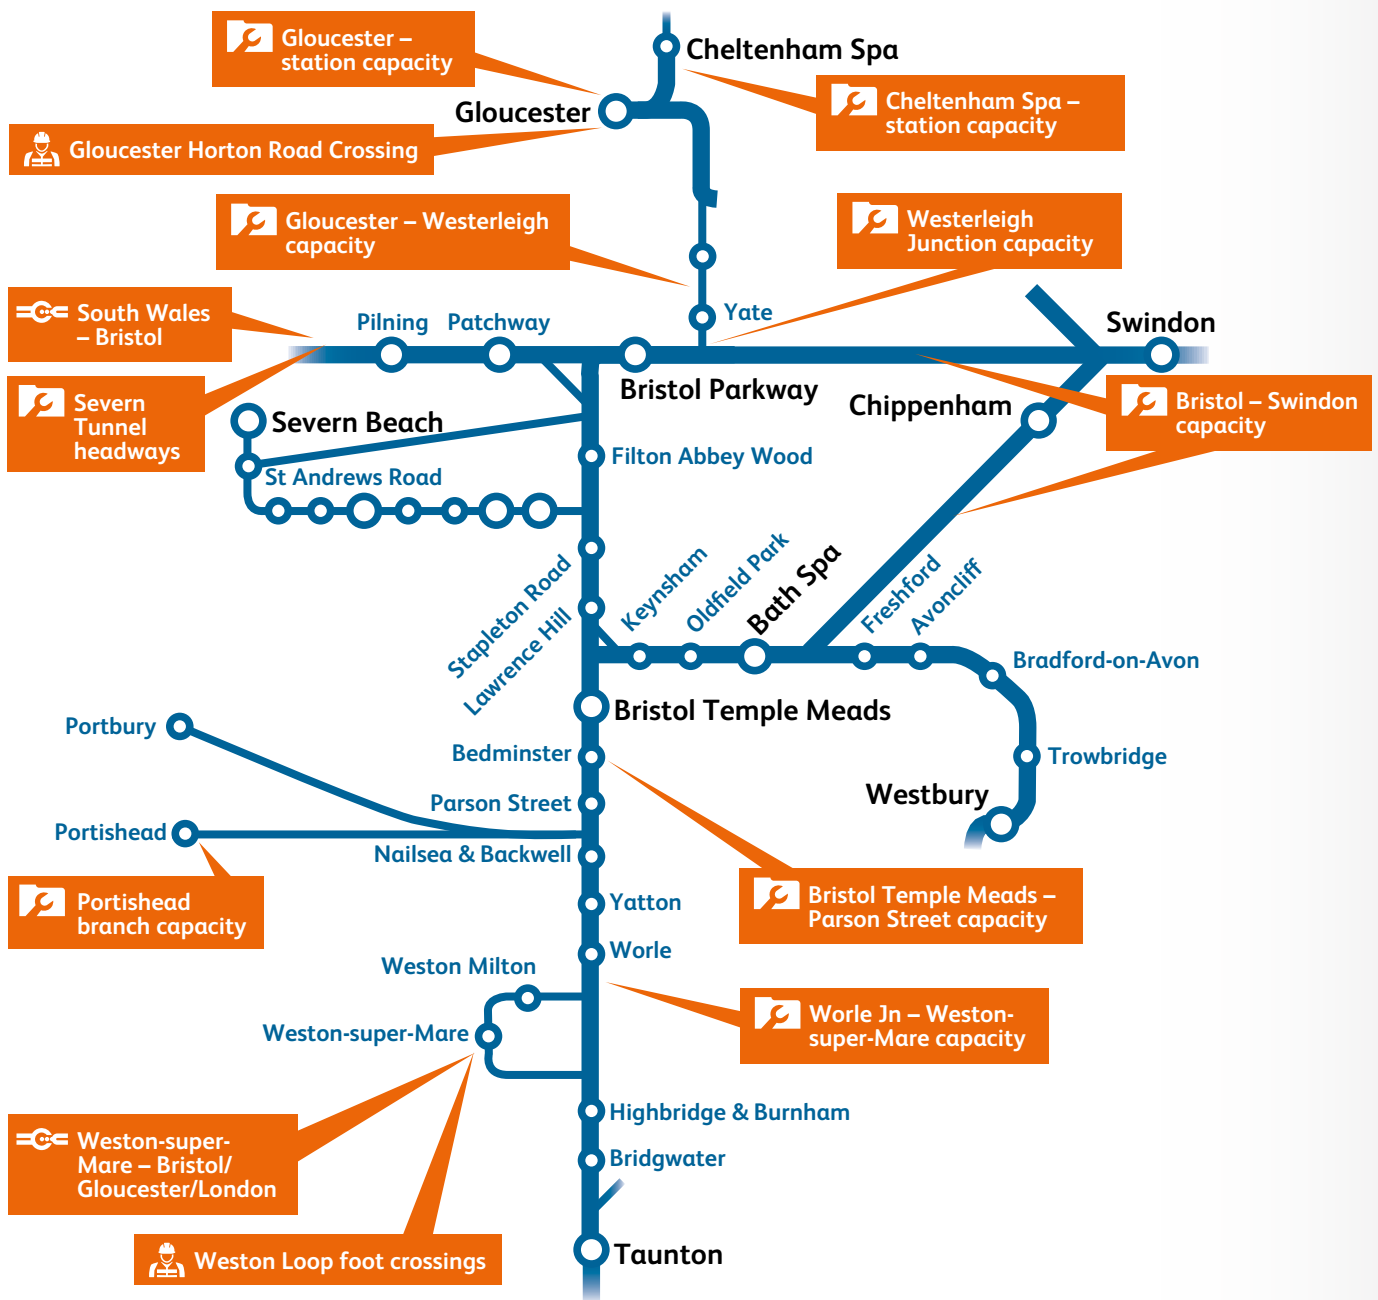 Gloucester –
station capacity
Cheltenham Spa
Cheltenham Spa –
station capacity
Gloucester
Gloucester Horton Road Crossing
Gloucester – Westerleigh
capacity
Westerleigh
Junction capacity
South Wales
– Bristol
Pilning
Patchway
Yate
Swindon
Bristol Parkway
Severn
Tunnel
headways
Severn Beach
Chippenham
Bristol – Swindon
capacity
Filton Abbey Wood
St Andrews Road
Stapleton Road
Lawrence Hill
Keynsham
Oldfield Park
Bath Spa
Freshford
Avoncliff
Bradford-on-Avon
Bristol Temple Meads
Portbury
Bedminster
Trowbridge
Westbury
Parson Street
Portishead
Nailsea & Backwell
Portishead
branch capacity
Bristol Temple Meads –
Parson Street capacity
Yatton
Worle
Weston Milton
Worle Jn – Weston-
super-Mare capacity
Weston-super-Mare
Highbridge & Burnham
Weston-super-
Mare – Bristol/
Gloucester/London
Bridgwater
Weston Loop foot crossings
Taunton